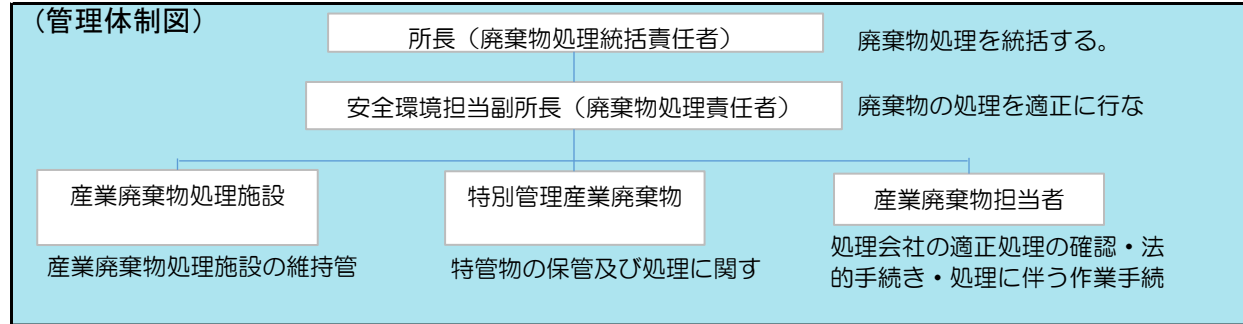 (管理体制図)
所長(廃棄物処理統括責任者)
廃棄物処理を統括する。
安全環境担当副所長(廃棄物処理責任者)
廃棄物の処理を適正に行な
産業廃棄物処理施設
特別管理産業廃棄物
産業廃棄物担当者
産業廃棄物処理施設の維持管
特管物の保管及び処理に関す
処理会社の適正処理の確認・法
的手続き・処理に伴う作業手続